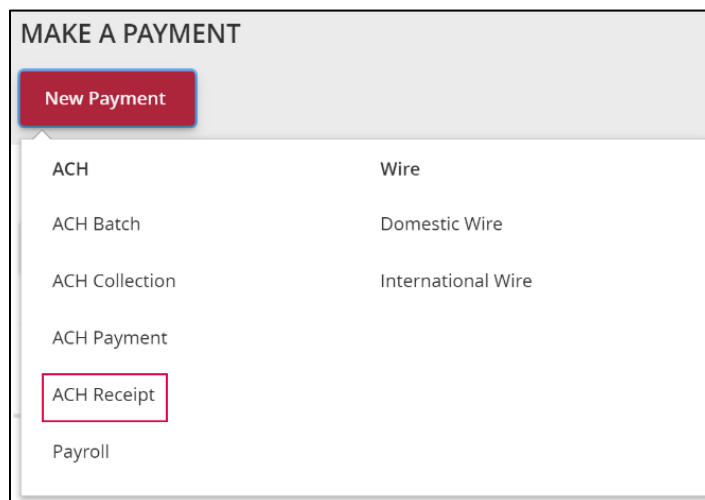 MAKE A PAYMENT
New Payment
ACH
ACH Batch
ACH Collection
ACH Payment
ACH Receipt
Payroll
Wire
Domestic Wire
International Wire